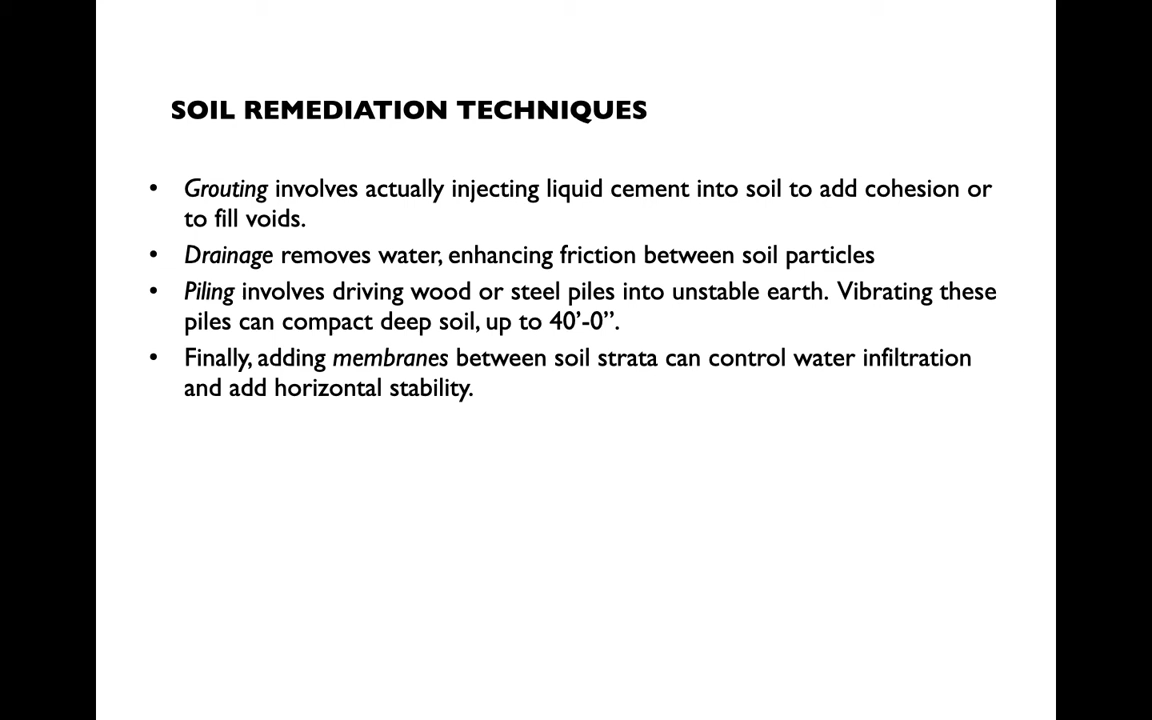 SOIL REMEDIATION TECHNIQUES
• Grouting involves actually injecting liquid cement into soil to add cohesion or
to fill voids.
• Drainage removes water, enhancing friction between soil particles
• Piling involves driving wood or steel piles into unstable earth. Vibrating these
piles can compact deep soil, up to 40’-0”.
• Finally, adding membranes between soil strata can control water infiltration
and add horizontal stability.